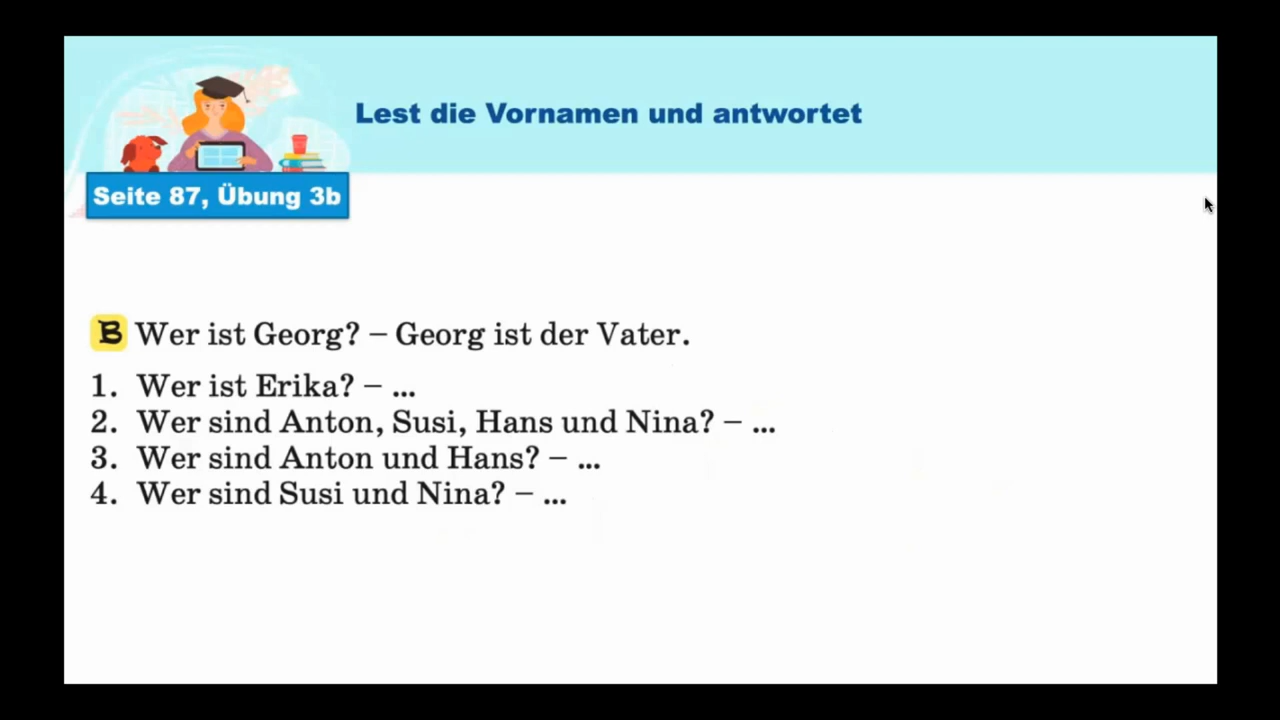 Lest die Vornamen und antwortet
Seite 87, Übung 3b
B Wer ist Georg? – Georg ist der Vater.
1. Wer ist Erika? – ...
2. Wer sind Anton, Susi, Hans und Nina? – ...
3. Wer sind Anton und Hans? – ...
4. Wer sind Susi und Nina? – ...